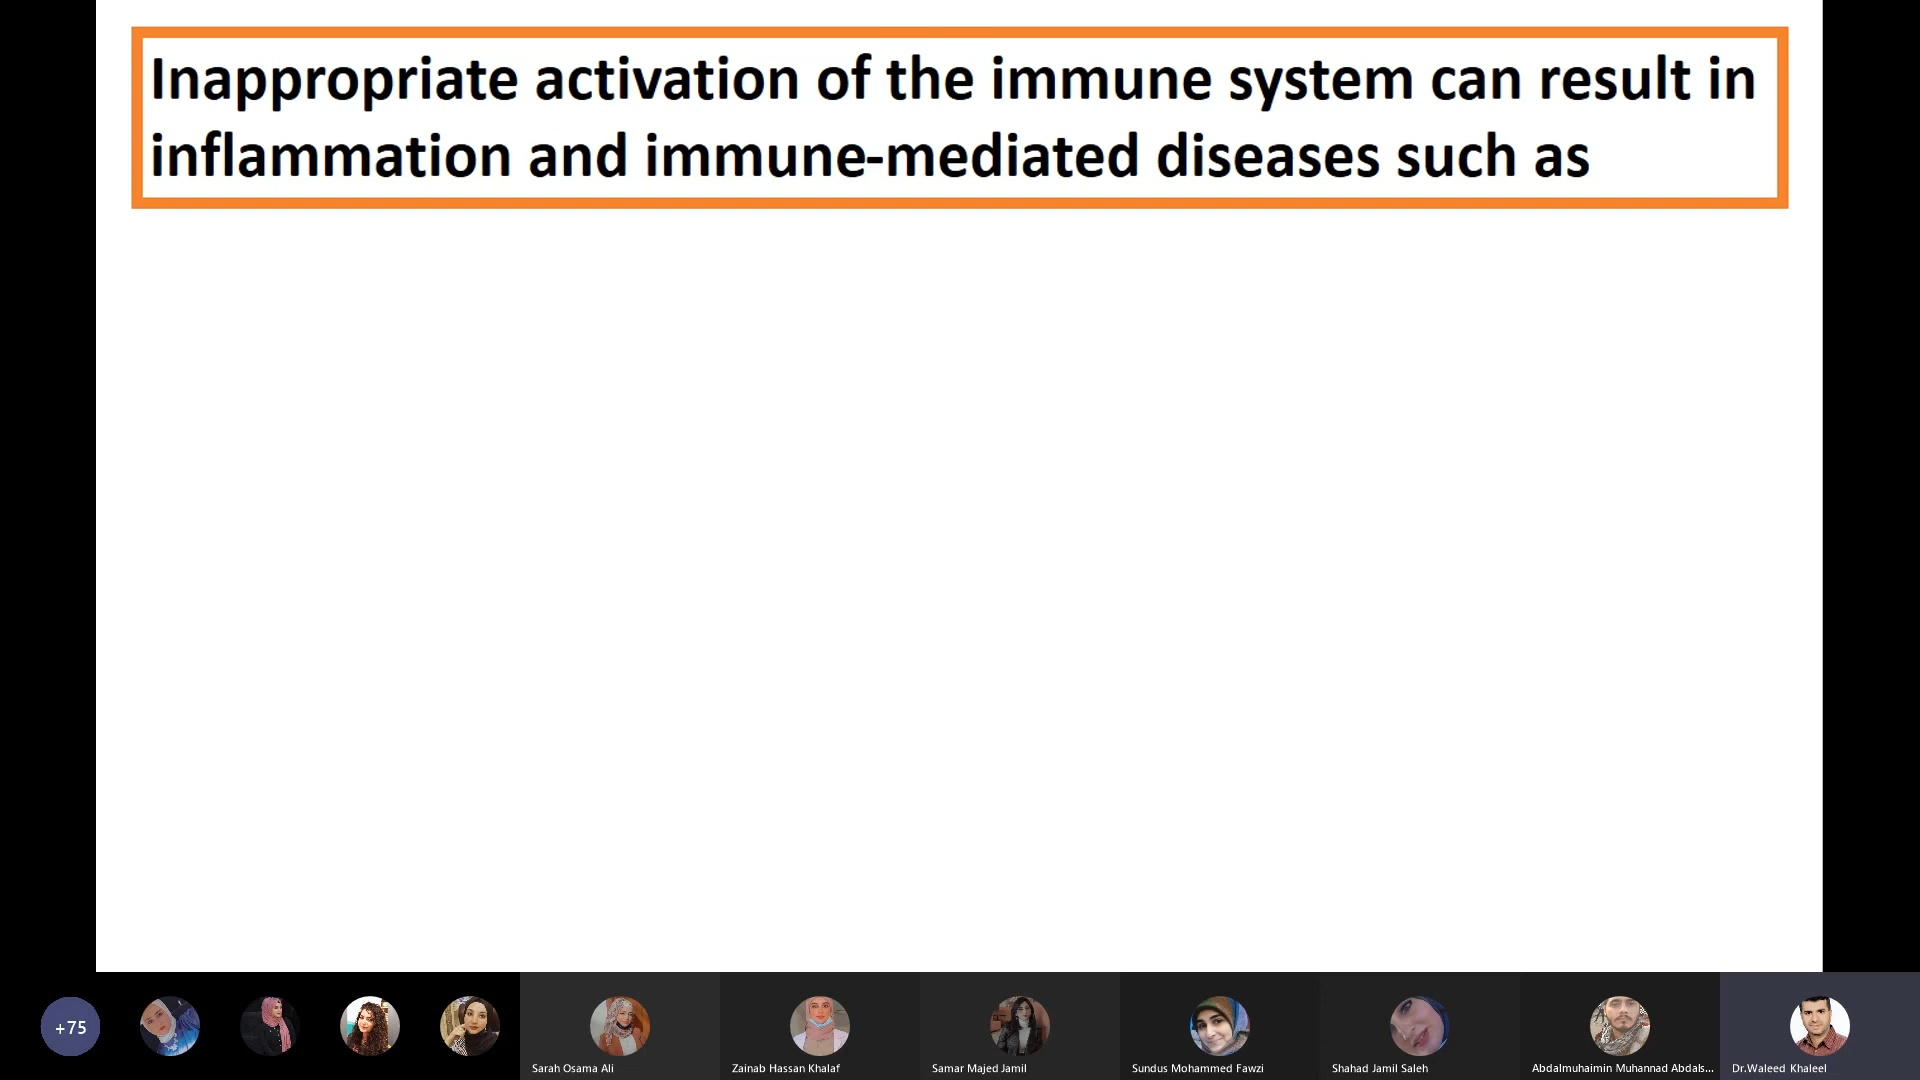 Inappropriate activation of the immune system can result in
inflammation and immune-mediated diseases such as
+75
Sarah Osama Ali
Zainab Hassan Khalaf
Samar Majed Jamil
Sundus Mohammed Fawzi
Shahad Jamil Saleh
Abdalmuhaimin Muhannad Abdals...
Dr.Waleed Khaleel